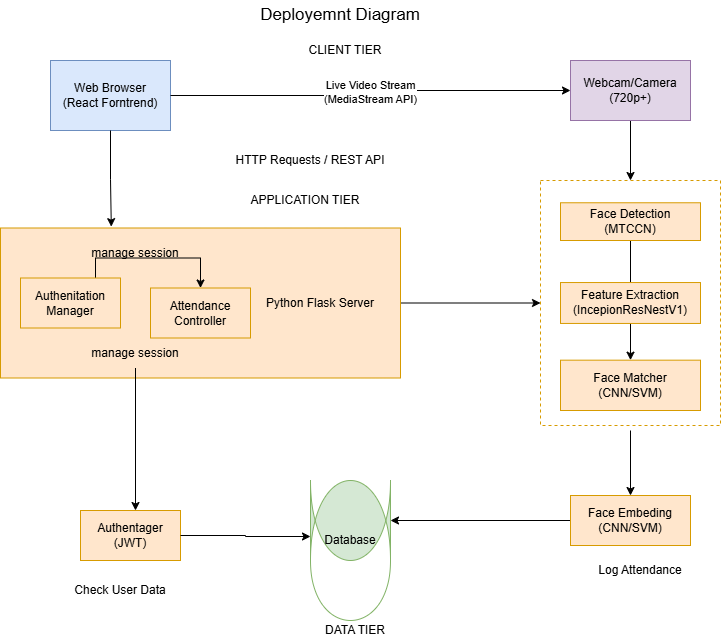 Deployemnt Diagram
CLIENT TIER
Web Browser
(React Forntrend)
Live Video Stream
(MediaStream API)
Webcam/Camera
(720p+)
HTTP Requests / REST API
APPLICATION TIER
Face Detection
(MTCCN)
manage session
Authenitation
Manager
Attendance
Controller
Python Flask Server
Feature Extraction
(IncepionResNestV1)
manage session
Face Matcher
(CNN/SVM)
Authentager
(JWT)
Database
Face Embeding
(CNN/SVM)
Check User Data
Log Attendance
DATA TIER